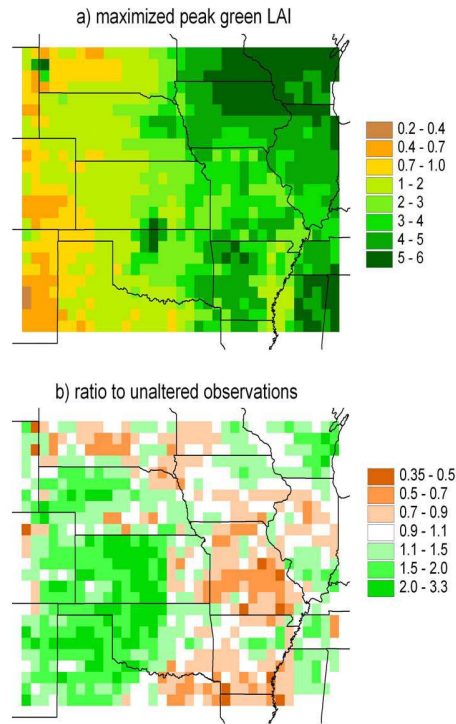 a) maximized peak green LAI
0.2 - 0.4
0.4 - 0.7
0.7 - 1.0
1 - 2
2 - 3
3 - 4
4 - 5
5 - 6
b) ratio to unaltered observations
0.35 - 0.5
0.5 - 0.7
0.7 - 0.9
0.9 - 1.1
1.1 - 1.5
1.5 - 2.0
2.0 - 3.3